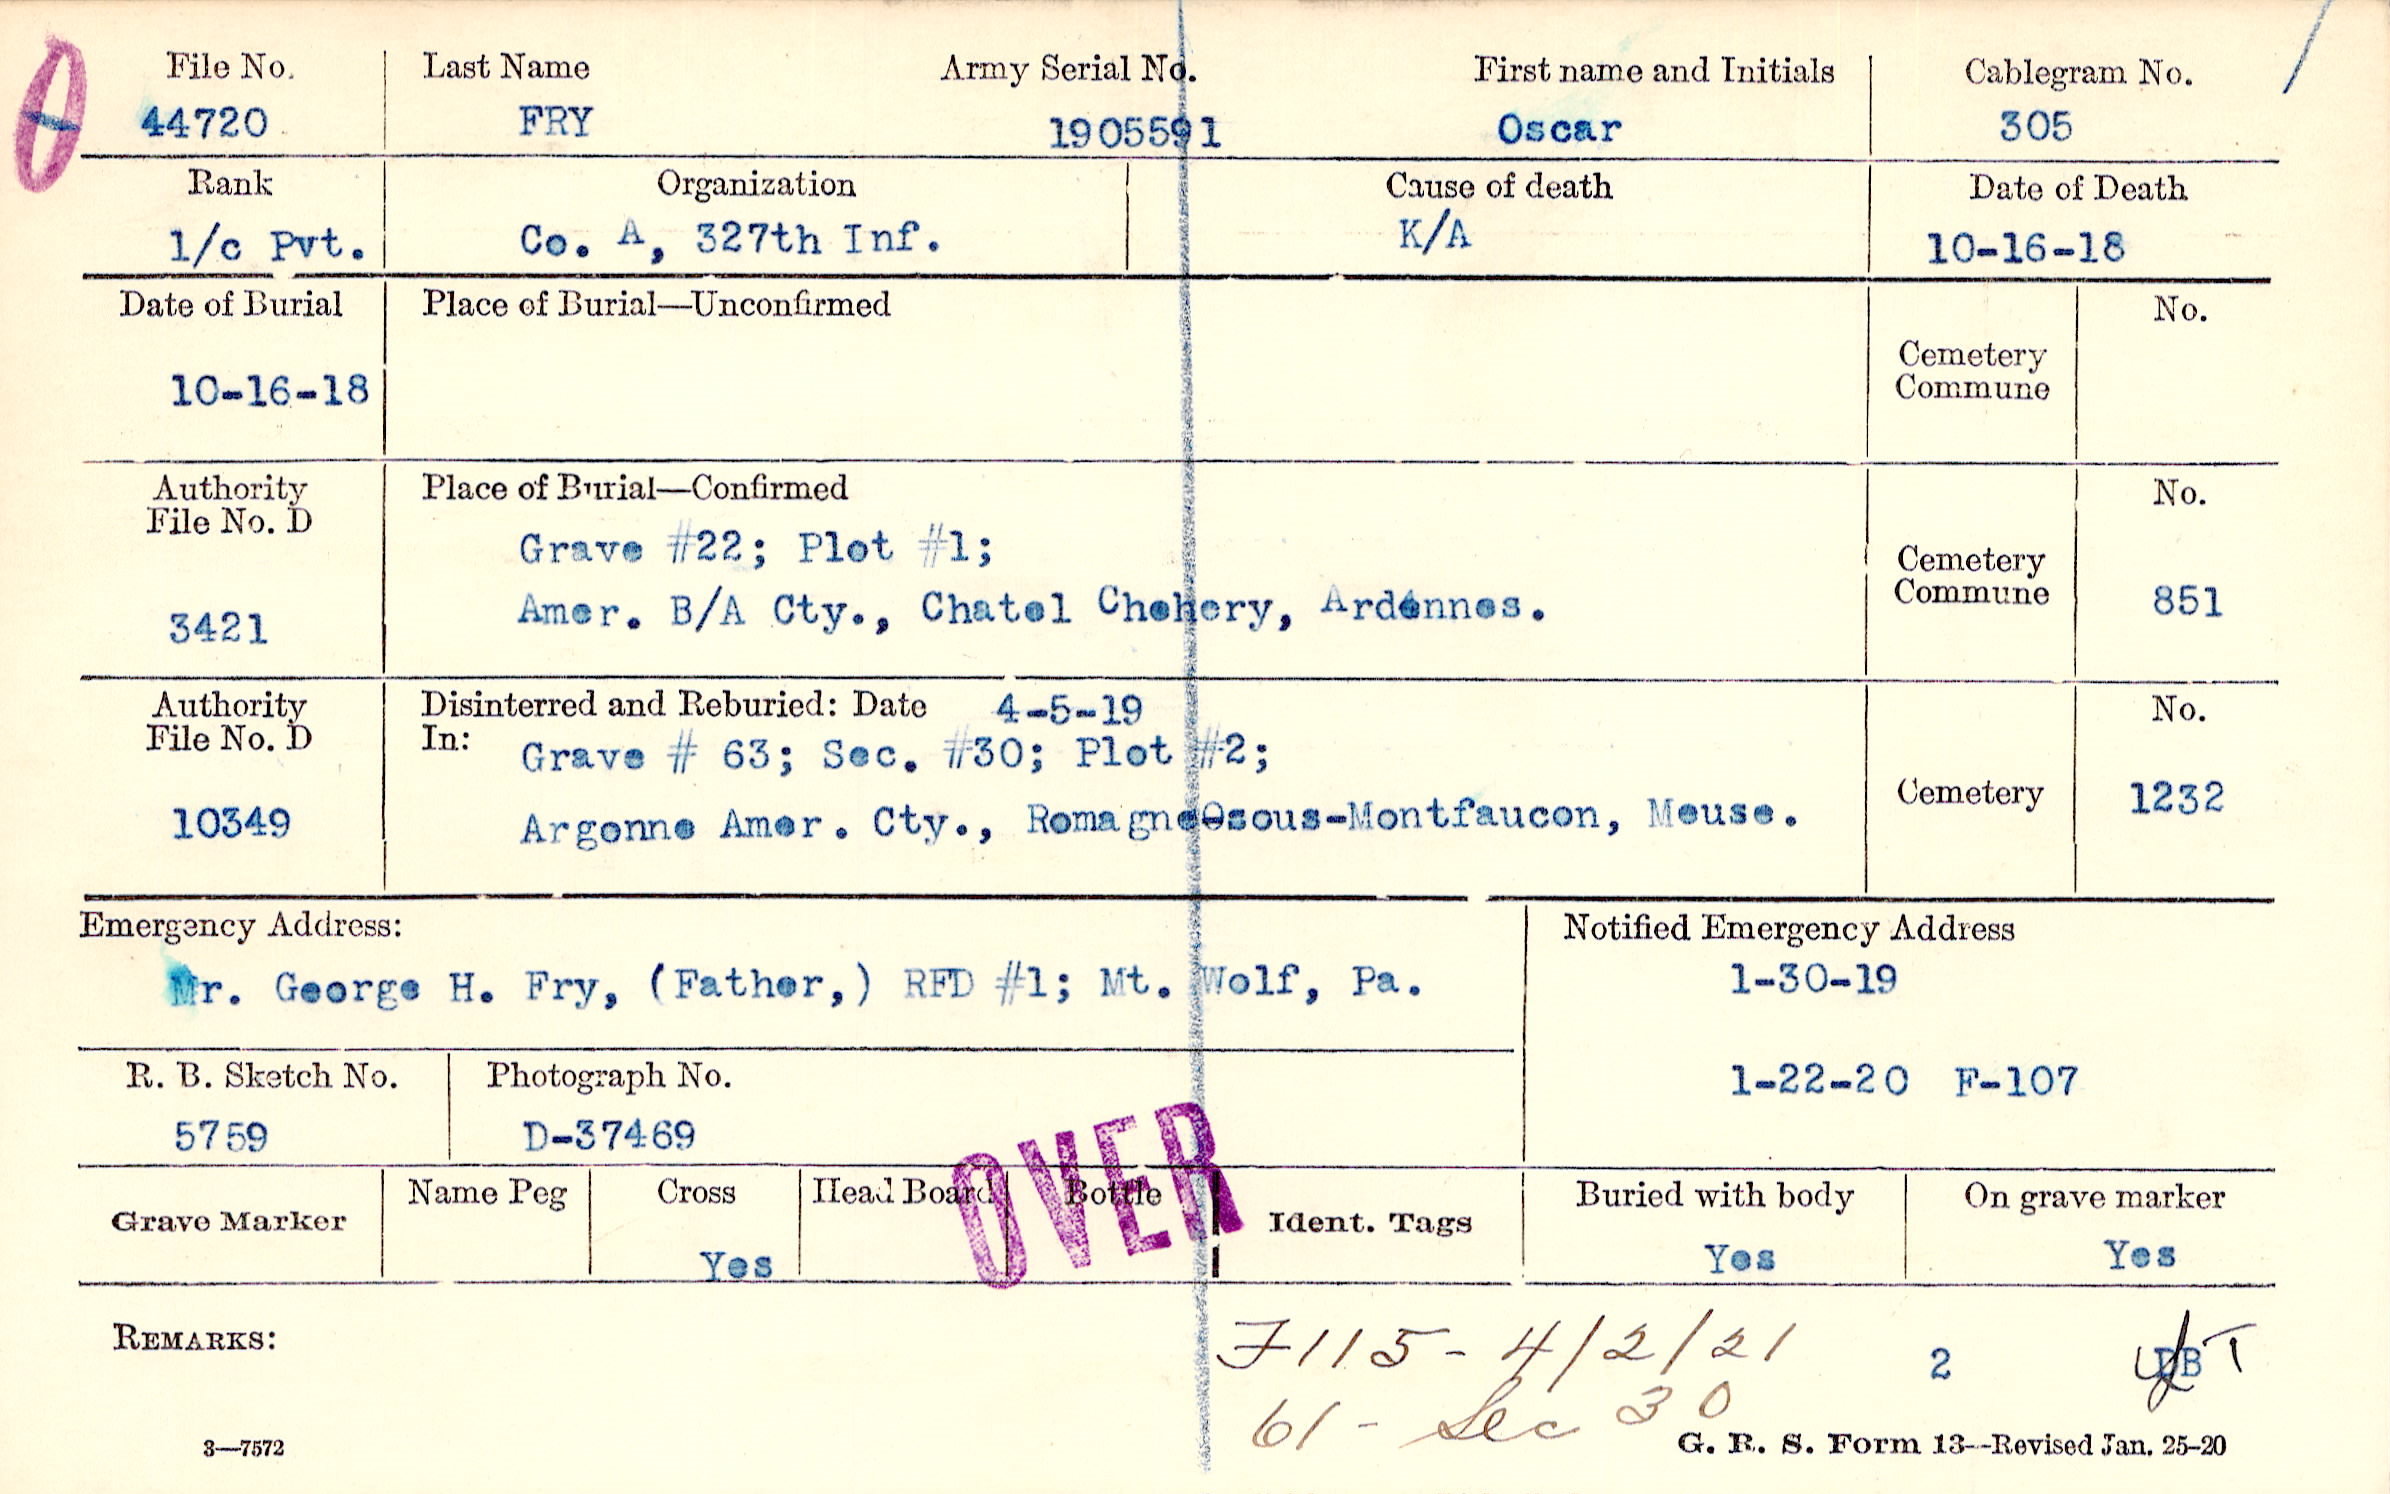 File No. Last Name Army Serial No. First name and Initials Cablegram No.
44720 FRY 1905591 Oscar 305
Rank Organization Cause of death Date of Death
1/c Pvt. Co. A, 327th Inf. K/A 10-16-18
Date of Burial Place of Burial—Unconfirmed No.
Cemetery
Commune
10-16-18
Authority Place of Burial—Confirmed No.
File No. D
Grave #22; Plot #1;
Cemetery
Commune
Amer. B/A Cty., Chatel Chehery, Ardennes. 851
3421
Authority Disinterred and Reburied: Date 4-5-19 No.
File No. D In:
Grave # 63; Sec. #30; Plot #2;
Cemetery 1232
10349 Argonne Amer. Cty., Romagne-sous-Montfaucon, Meuse.
Emergency Address: Notified Emergency Address
Mr. George H. Fry, (Father,) RFD #1; Mt. Wolf, Pa. 1-30-19
R. B. Sketch No. Photograph No. 1-22-20 F-107
5759 D-37469
OVER
Grave Marker Name Peg Cross Head Board Bottle Ident. Tags Buried with body On grave marker
Yes Yes Yes
REMARKS: F115 - 4/2/21 2
61 - Sec 30
3—7572 G. R. S. Form 13—Revised Jan. 25-20